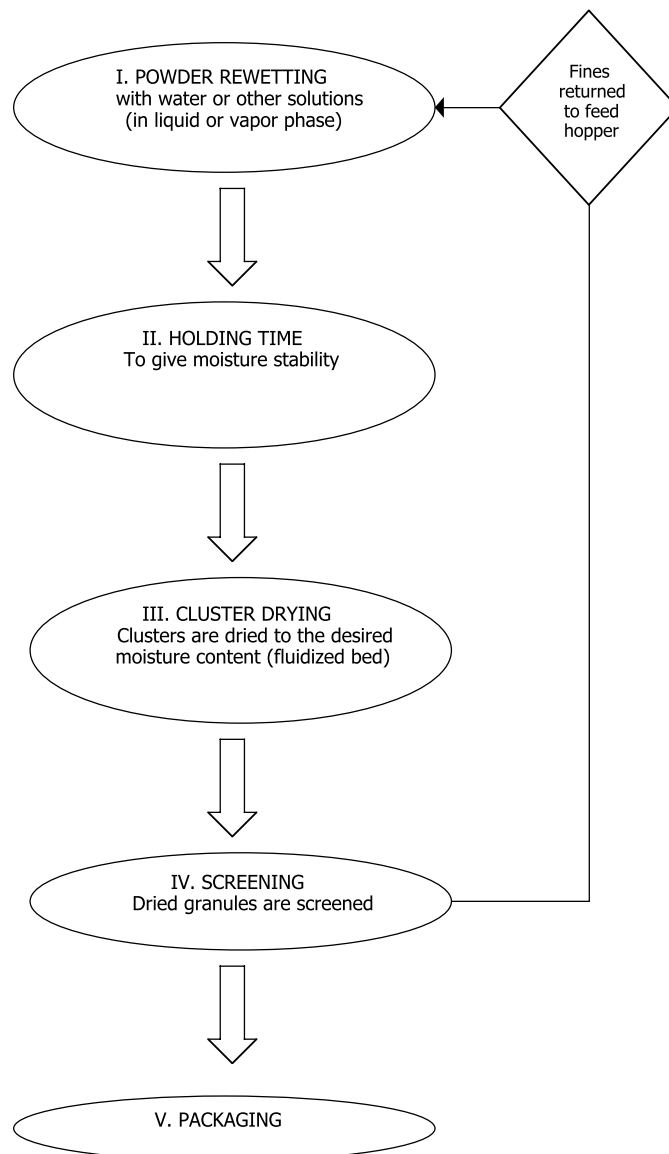 I. POWDER REWETTING
with water or other solutions
(in liquid or vapor phase)
Fines
returned
to feed
hopper
II. HOLDING TIME
To give moisture stability
III. CLUSTER DRYING
Clusters are dried to the desired
moisture content (fluidized bed)
IV. SCREENING
Dried granules are screened
V. PACKAGING